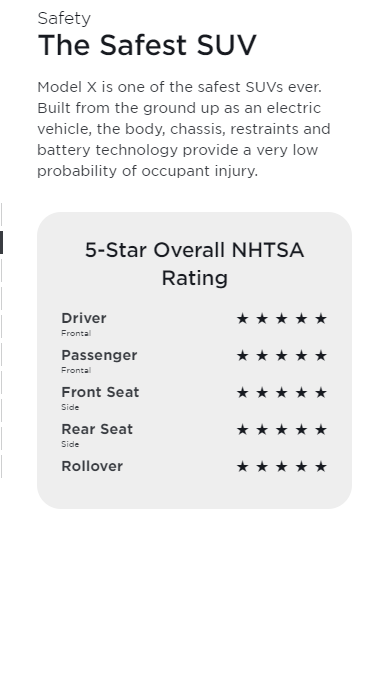 Safety
The Safest SUV
Model X is one of the safest SUVs ever.
Built from the ground up as an electric
vehicle, the body, chassis, restraints and
battery technology provide a very low
probability of occupant injury.
5-Star Overall NHTSA
Rating
Driver ★ ★ ★ ★ ★
Frontal
Passenger ★ ★ ★ ★ ★
Frontal
Front Seat ★ ★ ★ ★ ★
Side
Rear Seat ★ ★ ★ ★ ★
Side
Rollover ★ ★ ★ ★ ★